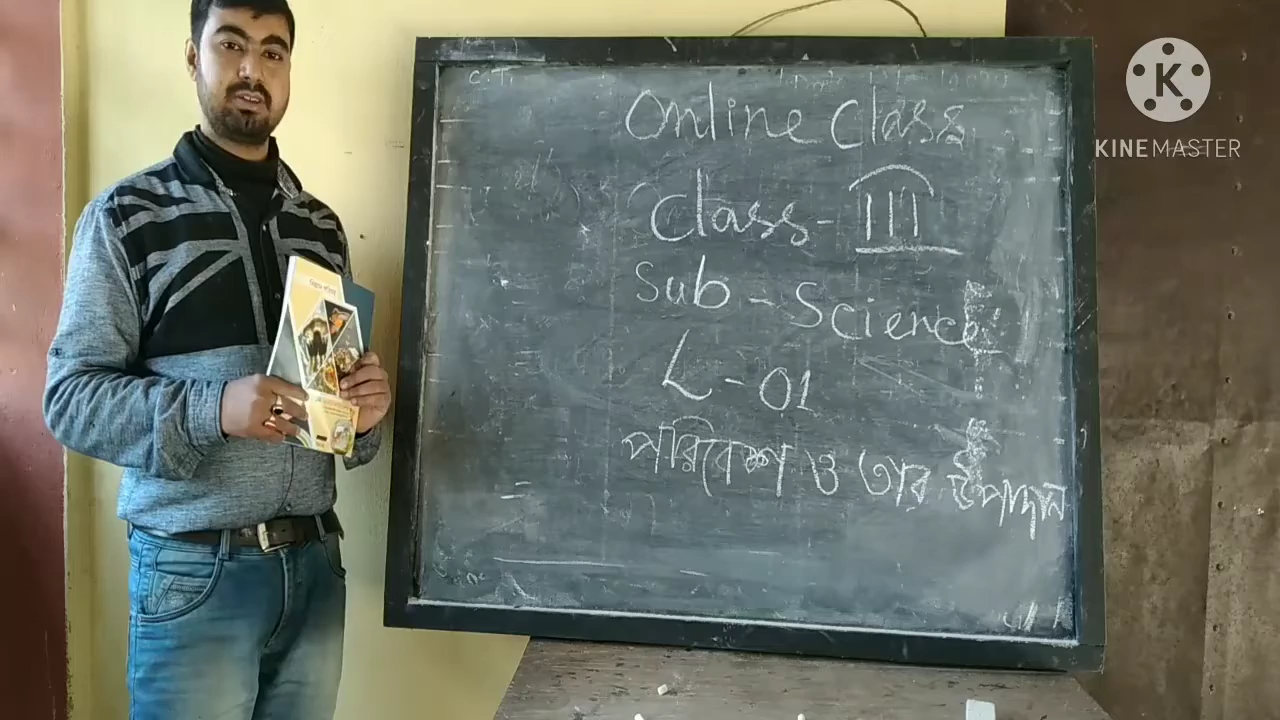 Online Class
Class - III
Sub - Science
L - 01
পরিবেশ ও তার উপাদান
KINEMASTER